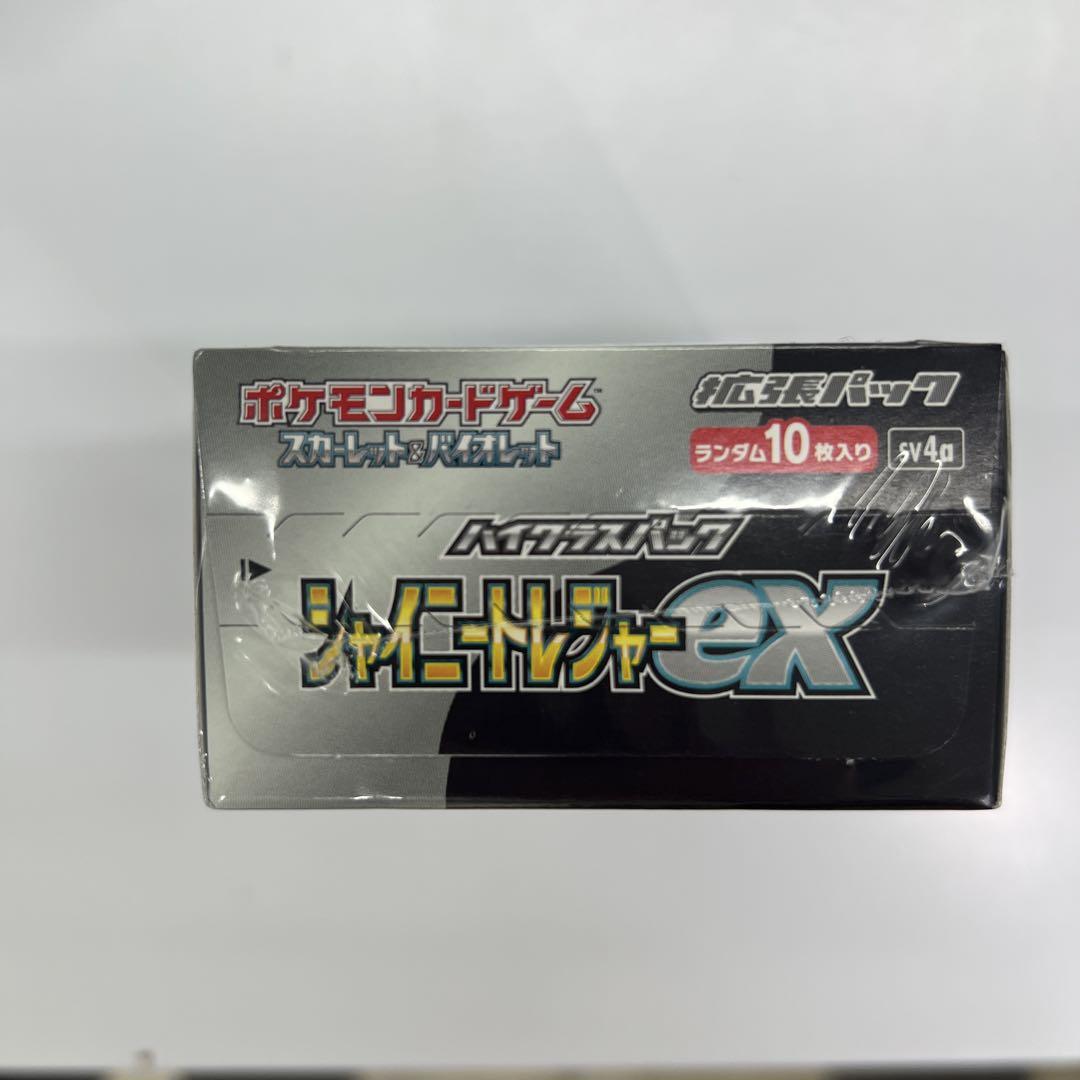 ポケモンカードゲーム™
スカーレット&バイオレット
拡張パック
ランダム10枚入り
sv4a
ハイクラスパック
シャイニートレジャーex